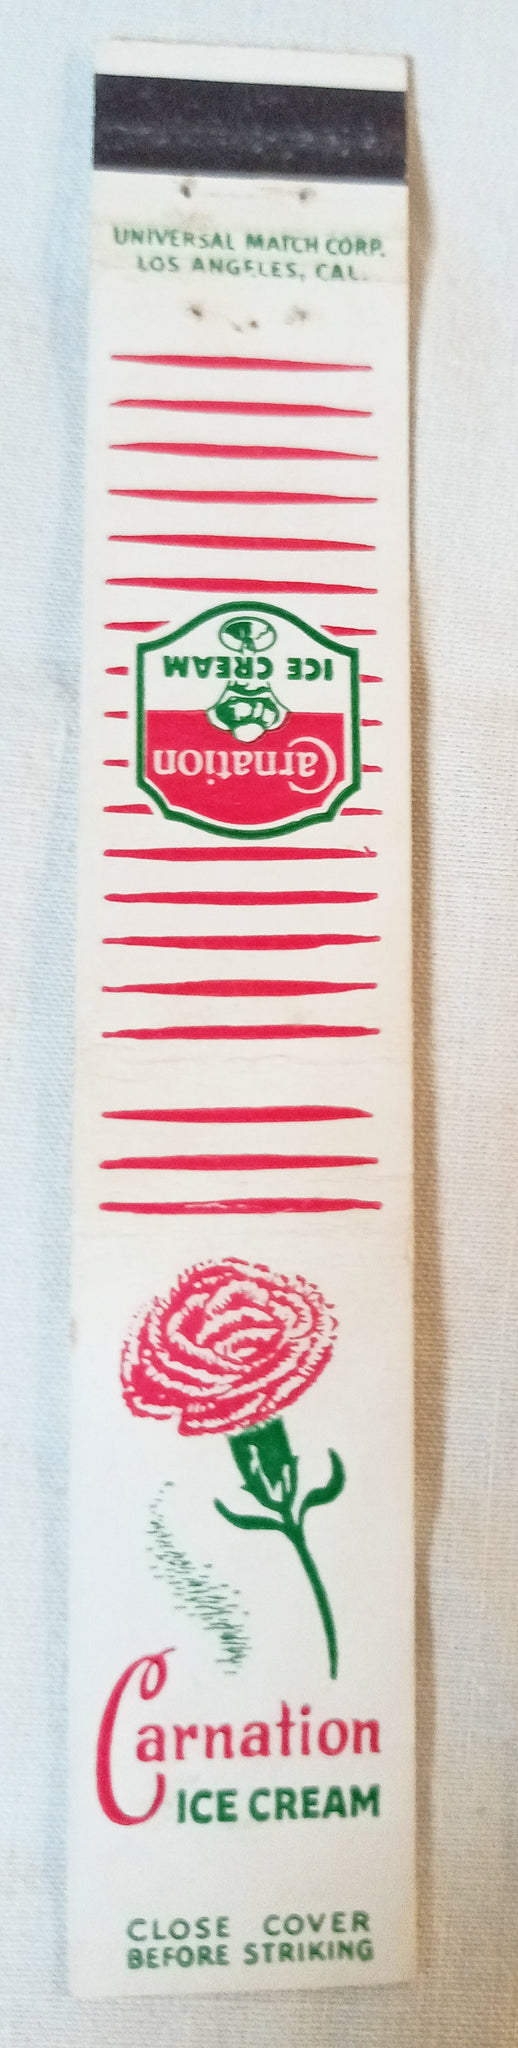 UNIVERSAL MATCH CORP.
LOS ANGELES, CAL.
Carnation
ICE CREAM
Carnation
ICE CREAM
CLOSE COVER
BEFORE STRIKING